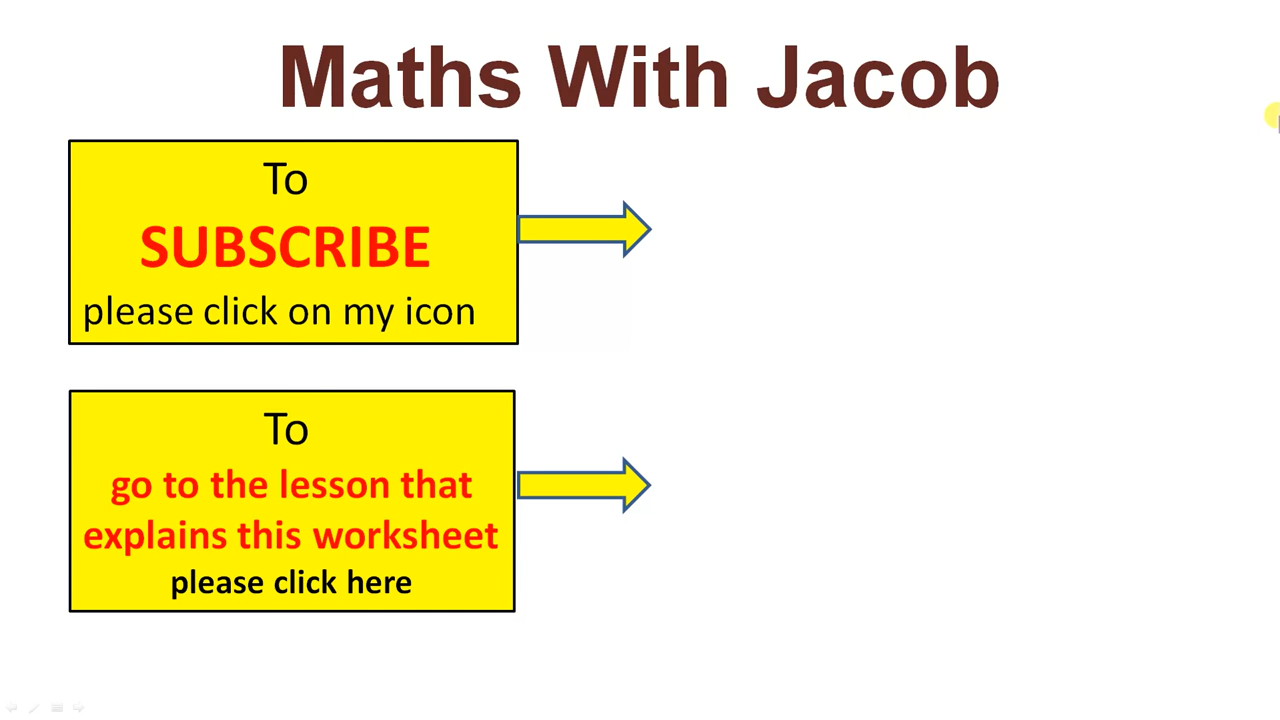 Maths With Jacob
To
SUBSCRIBE
please click on my icon
To
go to the lesson that
explains this worksheet
please click here